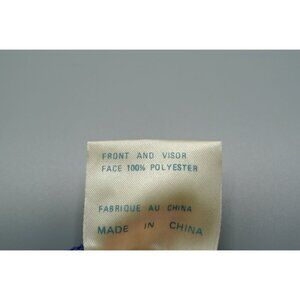 FRONT AND VISOR
FACE 100% POLYESTER
FABRIQUE AU CHINA
MADE IN CHINA